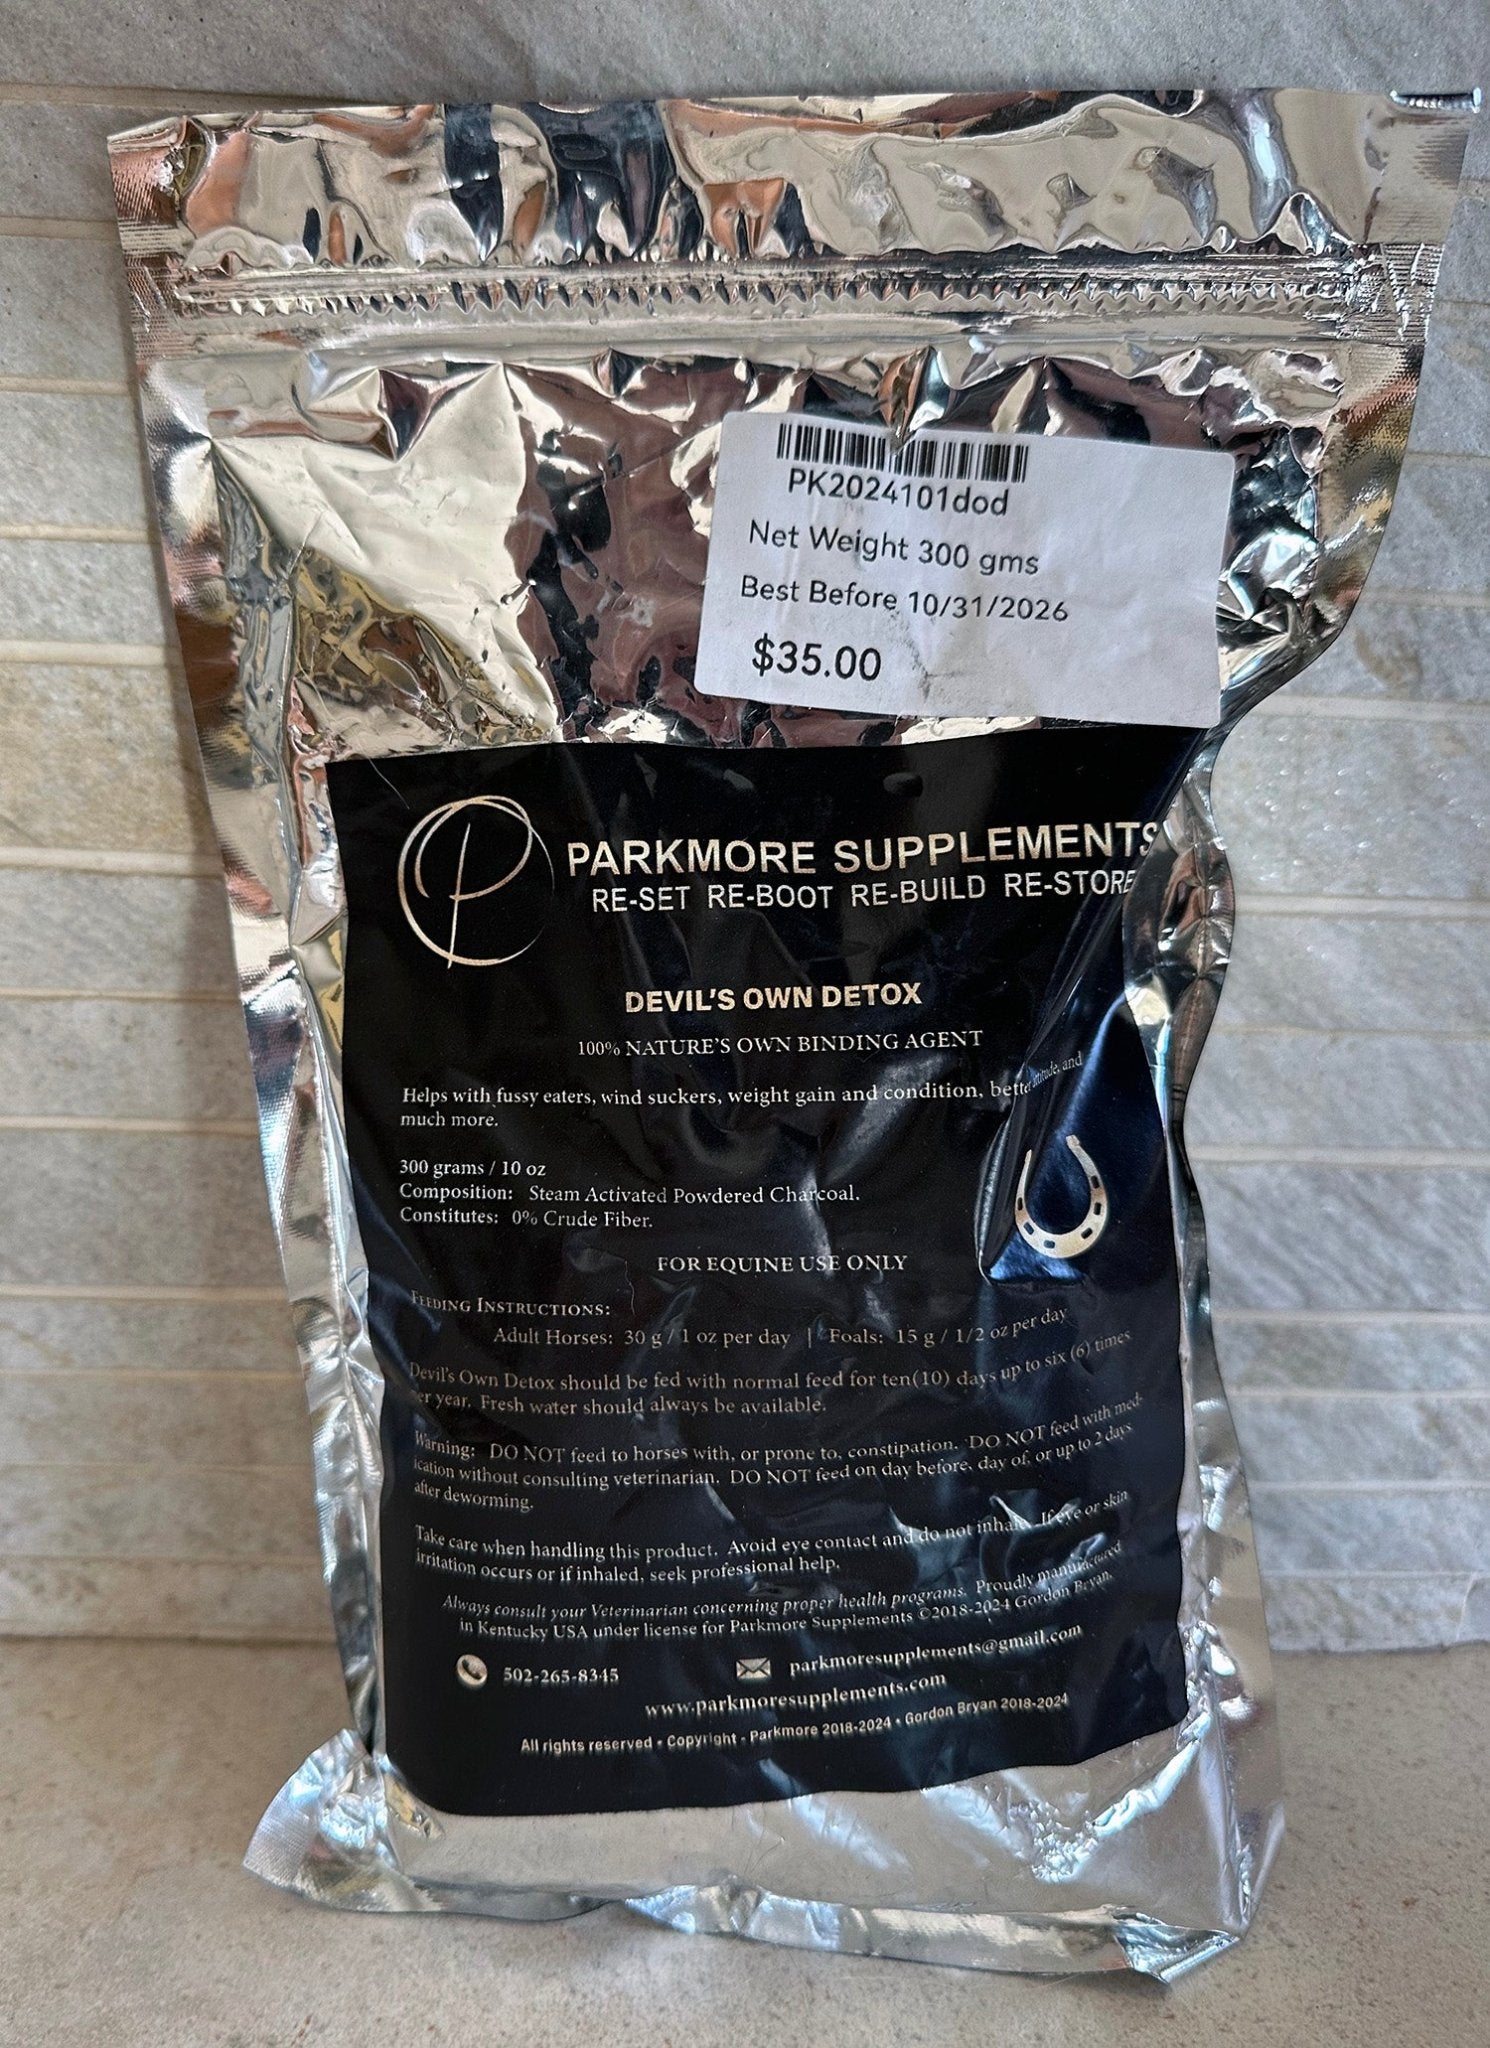 PK2024101dod
Net Weight 300 gms
Best Before 10/31/2026
$35.00
P
PARKMORE SUPPLEMENTS
RE-SET RE-BOOT RE-BUILD RE-STORE
DEVIL'S OWN DETOX
100% NATURE'S OWN BINDING AGENT
Helps with fussy eaters, wind suckers, weight gain and condition, better attitude, and
much more.
300 grams / 10 oz
Composition: Steam Activated Powdered Charcoal.
Constitutes: 0% Crude Fiber.
FOR EQUINE USE ONLY
FEEDING INSTRUCTIONS:
Adult Horses: 30 g / 1 oz per day | Foals: 15 g / 1/2 oz per day
Devil's Own Detox should be fed with normal feed for ten(10) days up to six (6) times
per year. Fresh water should always be available.
Warning: DO NOT feed to horses with, or prone to, constipation. DO NOT feed with med-
ication without consulting veterinarian. DO NOT feed on day before, day of, or up to 2 days
after deworming.
Take care when handling this product. Avoid eye contact and do not inhale. If eye or skin
irritation occurs or if inhaled, seek professional help.
Always consult your Veterinarian concerning proper health programs. Proudly manufactured
in Kentucky USA under license for Parkmore Supplements ©2018-2024 Gordon Bryan.
502-265-8345
parkmoresupplements@gmail.com
www.parkmoresupplements.com
All rights reserved • Copyright - Parkmore 2018-2024 • Gordon Bryan 2018-2024